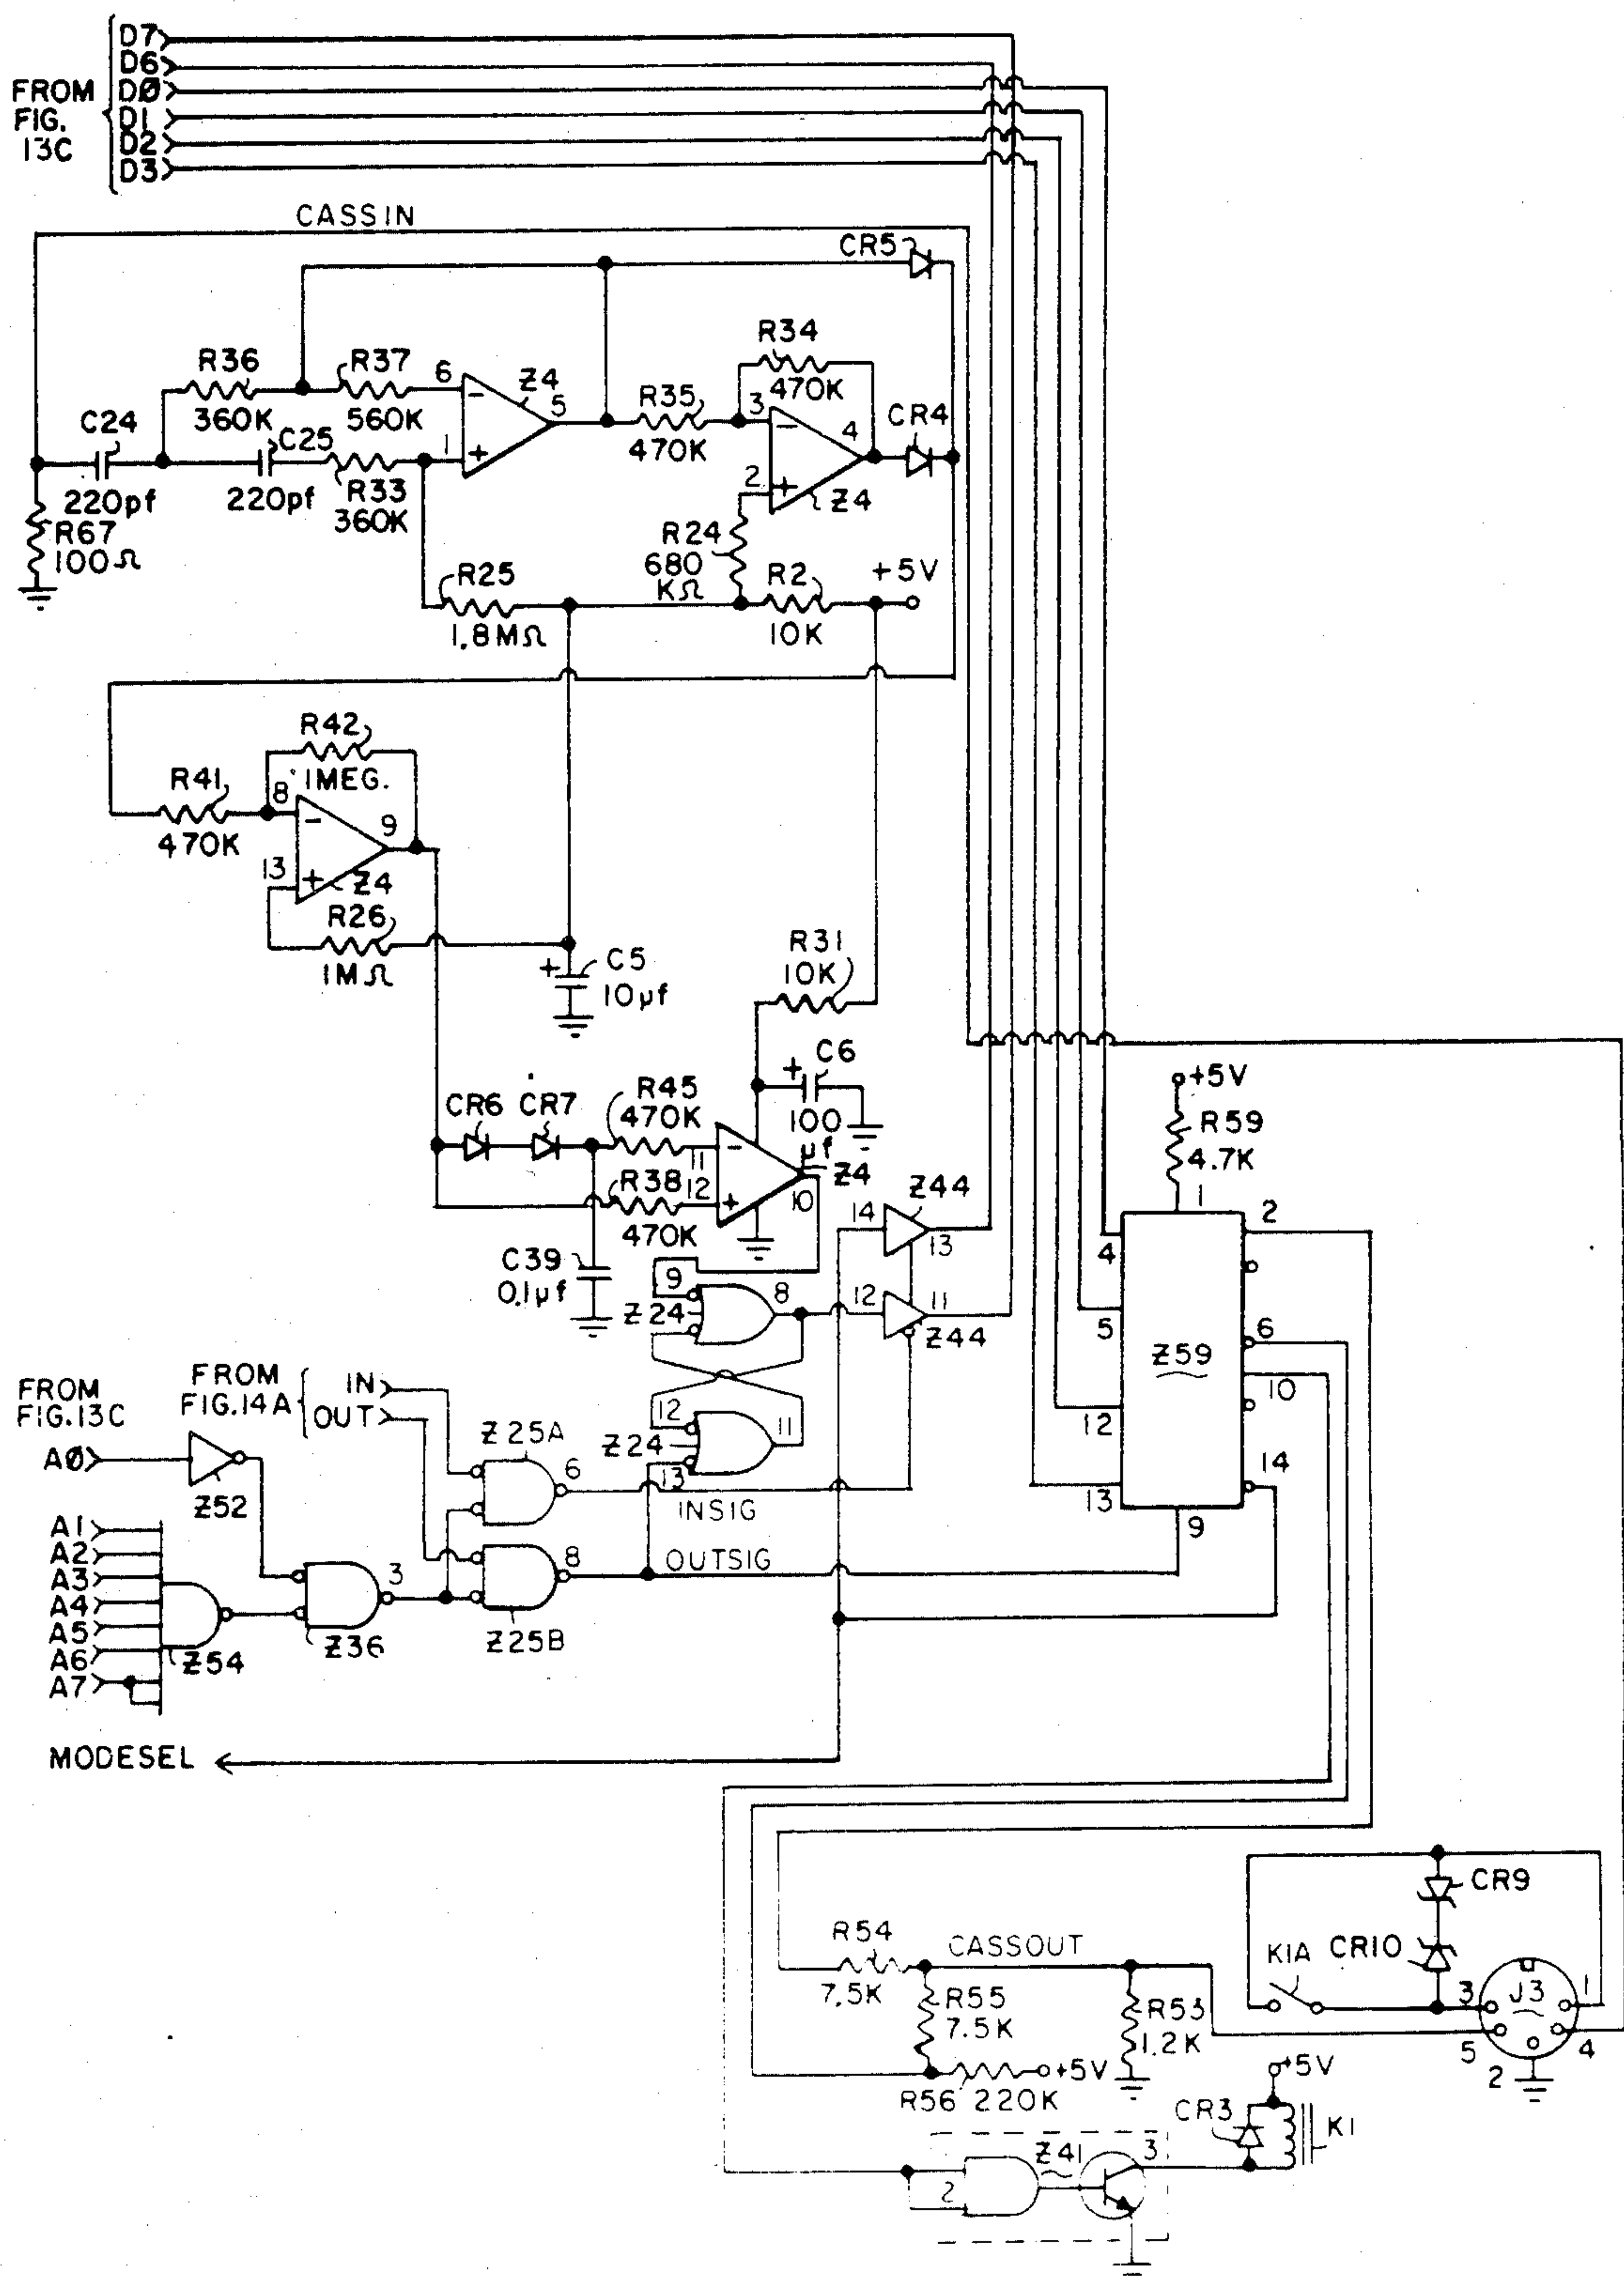 D7
D6
FROM DØ
FIG. D1
13C D2
D3
CASSIN
CR5
R34
470K
R36
360K
R37
560K
6
Z4
5
R35
470K
3
4
CR4
C24
220pf
C25
220pf
1
R33
360K
2
Z4
R67
100Ω
R24
680
KΩ
R2
10K
+5V
R25
1.8MΩ
R42
1MEG.
R41
470K
8
9
13
Z4
R26
1MΩ
C5
10µf
R31
10K
C6
100
µf
+5V
R59
4.7K
CR6
CR7
R45
470K
11
12
Z4
10
R38
470K
Z44
14
13
C39
0.1µf
9
8
Z24
12
11
Z44
1
2
4
5
6
Z59
10
12
14
13
9
FROM
FIG.13C
FROM
FIG.14A
IN
OUT
12
11
Z24
13
Z25A
6
INSIG
AØ
Z52
A1
A2
A3
A4
A5
A6
A7
Z54
3
Z36
8
OUTSIG
Z25B
MODESEL
CR9
R54
7.5K
CASSOUT
K1A
CR10
R55
7.5K
R53
1.2K
3
J3
1
5
4
2
R56
220K
+5V
+5V
CR3
K1
Z41
3
2